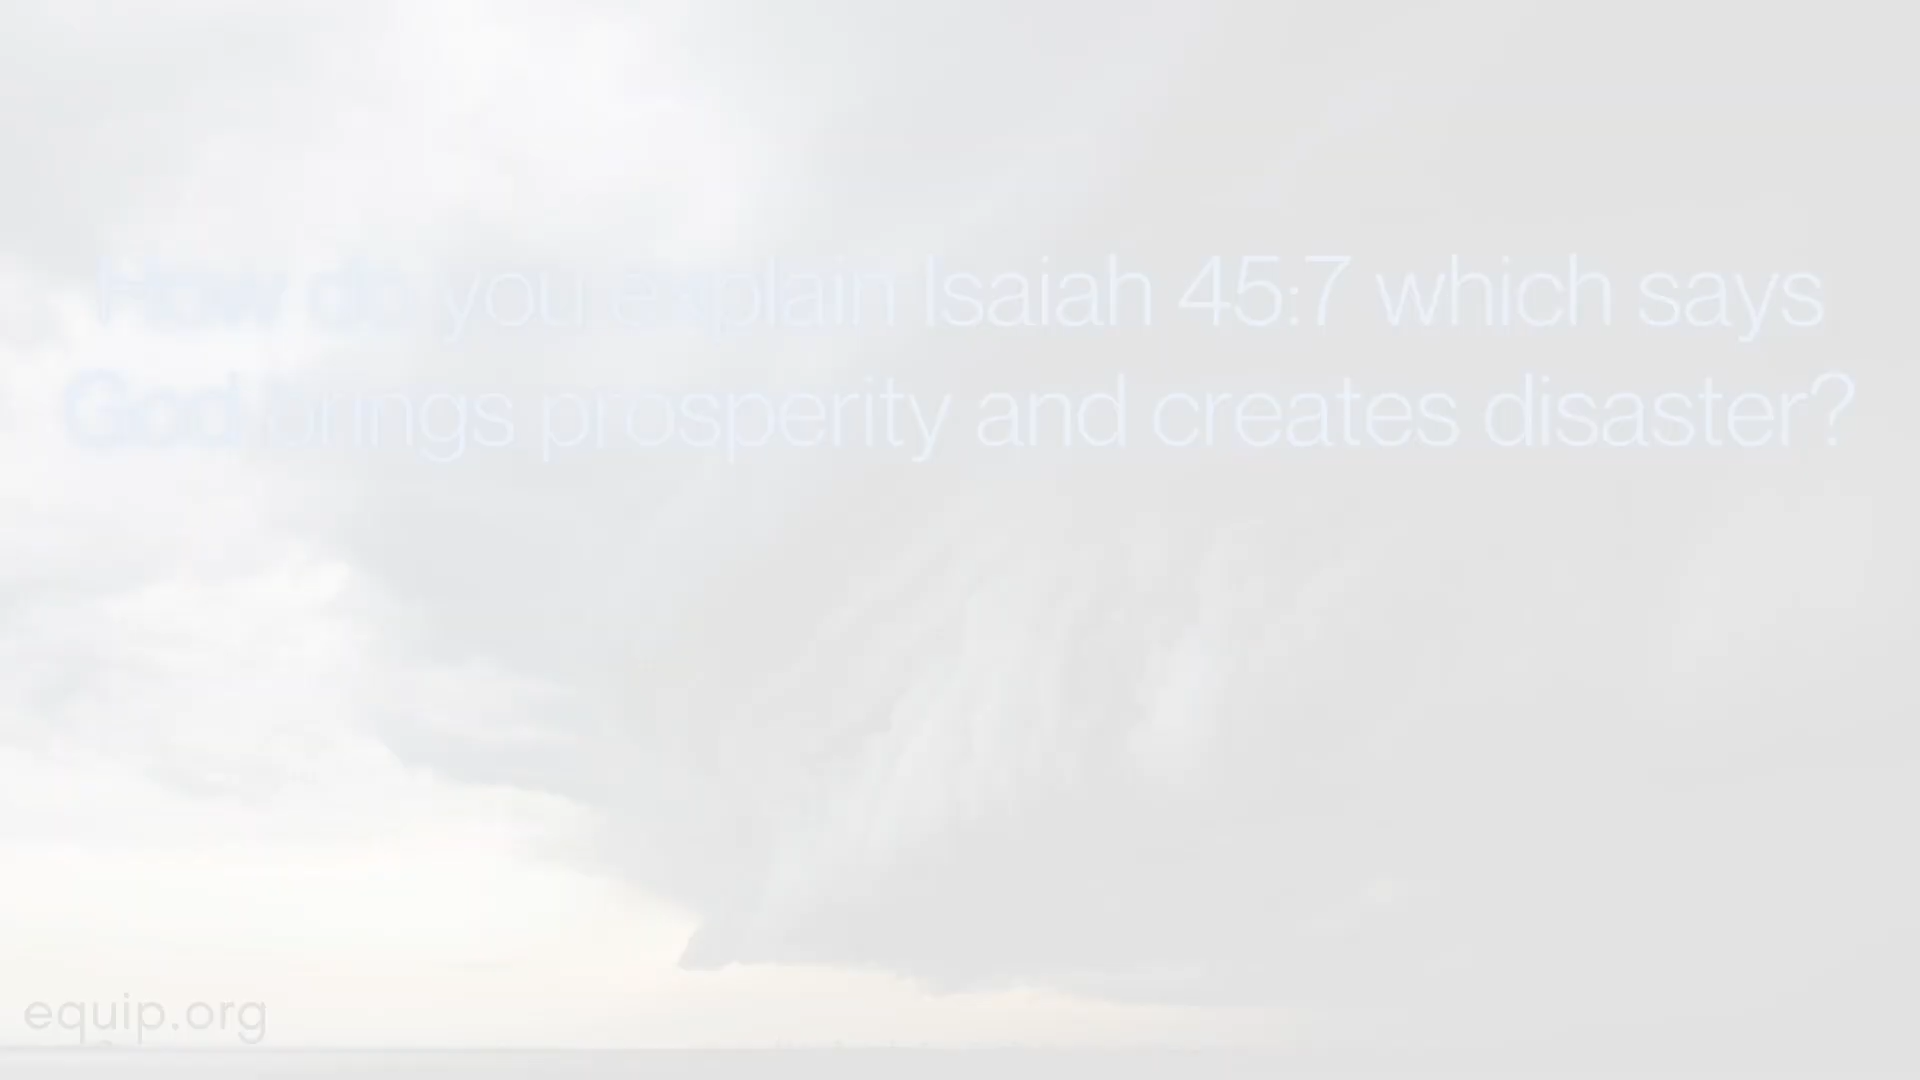 How do you explain Isaiah 45:7 which says
God brings prosperity and creates disaster?
equip.org